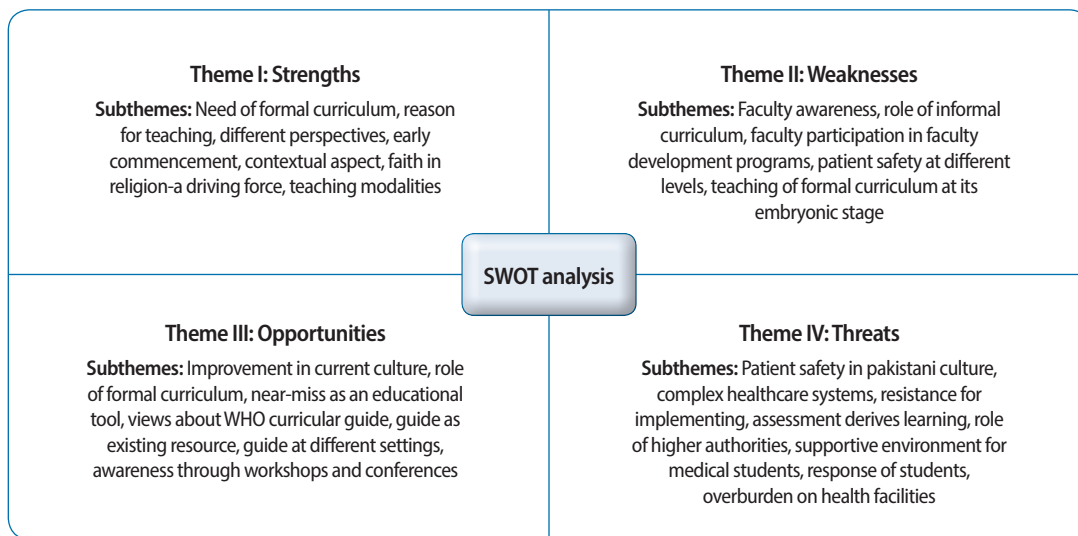 Theme I: Strengths
Subthemes: Need of formal curriculum, reason
for teaching, different perspectives, early
commencement, contextual aspect, faith in
religion-a driving force, teaching modalities
Theme II: Weaknesses
Subthemes: Faculty awareness, role of informal
curriculum, faculty participation in faculty
development programs, patient safety at different
levels, teaching of formal curriculum at its
embryonic stage
SWOT analysis
Theme III: Opportunities
Subthemes: Improvement in current culture, role
of formal curriculum, near-miss as an educational
tool, views about WHO curricular guide, guide as
existing resource, guide at different settings,
awareness through workshops and conferences
Theme IV: Threats
Subthemes: Patient safety in pakistani culture,
complex healthcare systems, resistance for
implementing, assessment derives learning, role
of higher authorities, supportive environment for
medical students, response of students,
overburden on health facilities